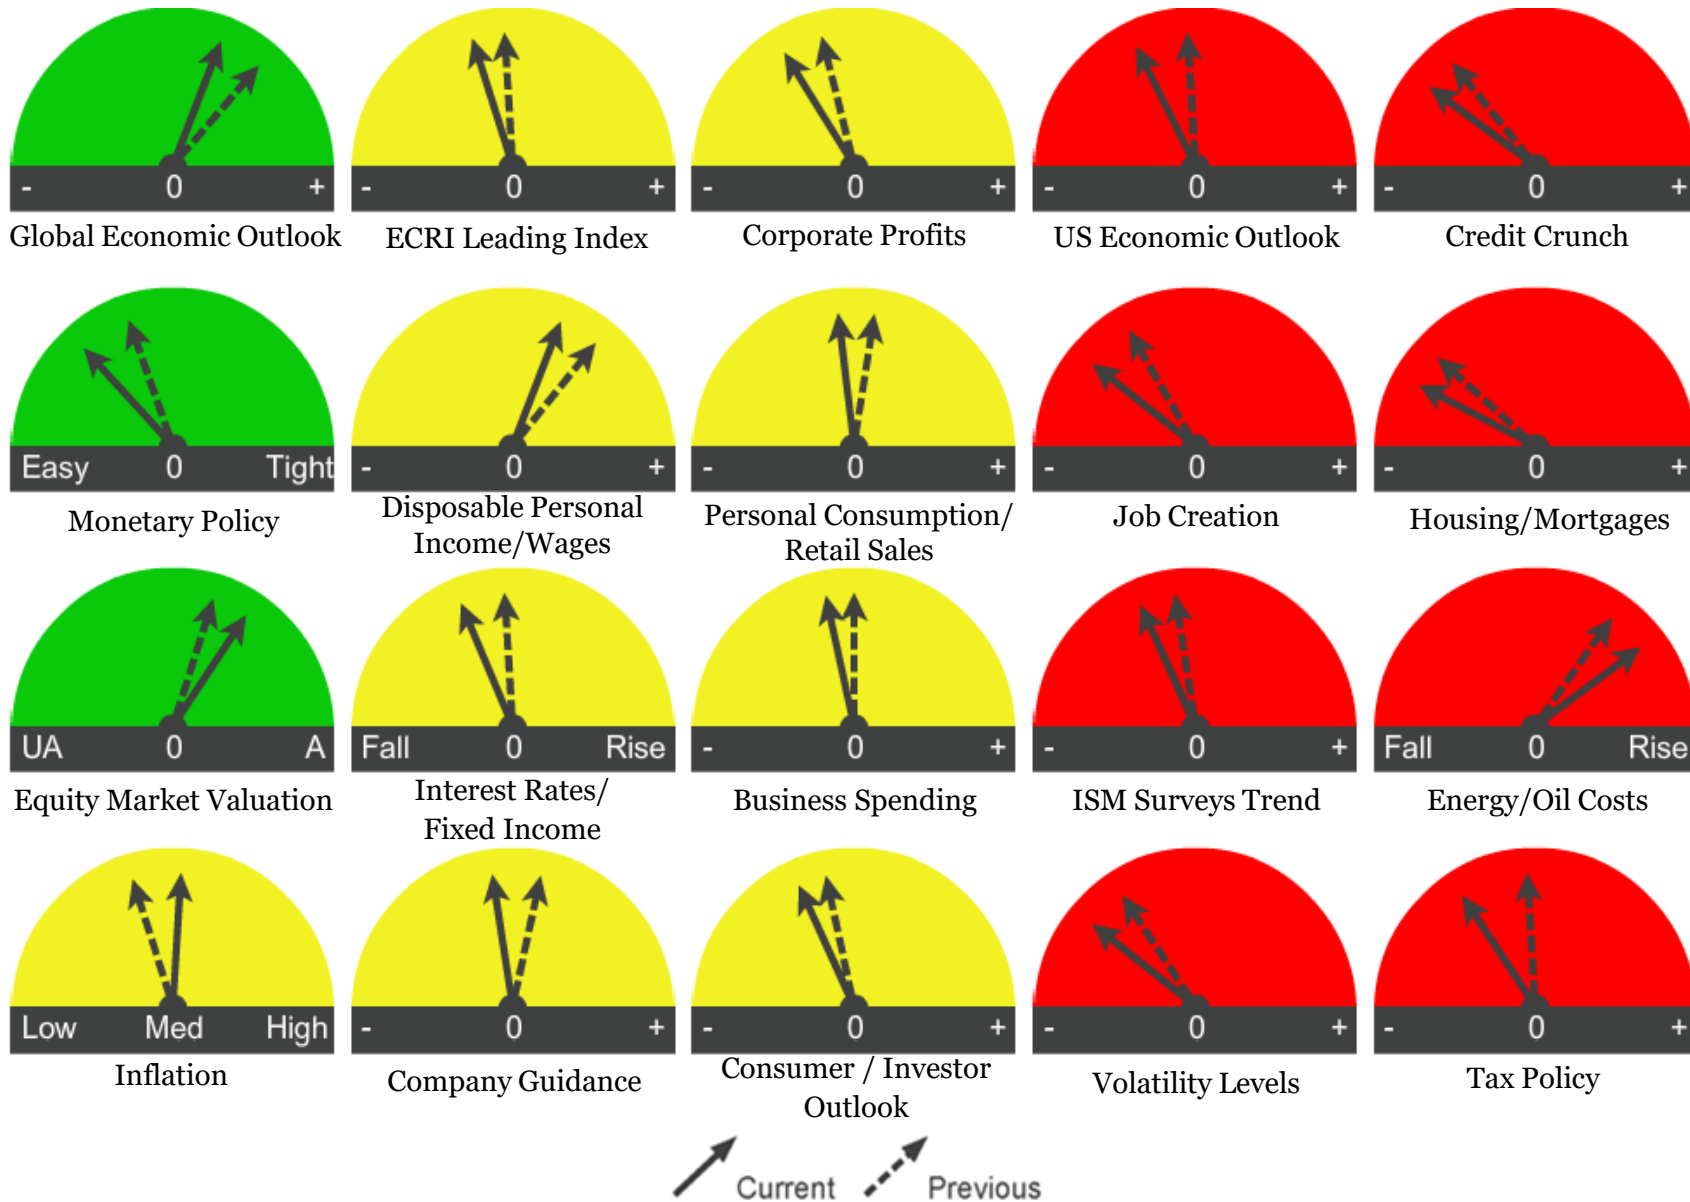 - 0 +
- 0 +
- 0 +
- 0 +
- 0 +
Global Economic Outlook
ECRI Leading Index
Corporate Profits
US Economic Outlook
Credit Crunch
Easy 0 Tight
- 0 +
- 0 +
- 0 +
- 0 +
Monetary Policy
Disposable Personal
Income/Wages
Personal Consumption/
Retail Sales
Job Creation
Housing/Mortgages
UA 0 A
Fall 0 Rise
- 0 +
- 0 +
Fall 0 Rise
Equity Market Valuation
Interest Rates/
Fixed Income
Business Spending
ISM Surveys Trend
Energy/Oil Costs
Low Med High
- 0 +
- 0 +
- 0 +
- 0 +
Inflation
Company Guidance
Consumer / Investor
Outlook
Volatility Levels
Tax Policy
Current
Previous